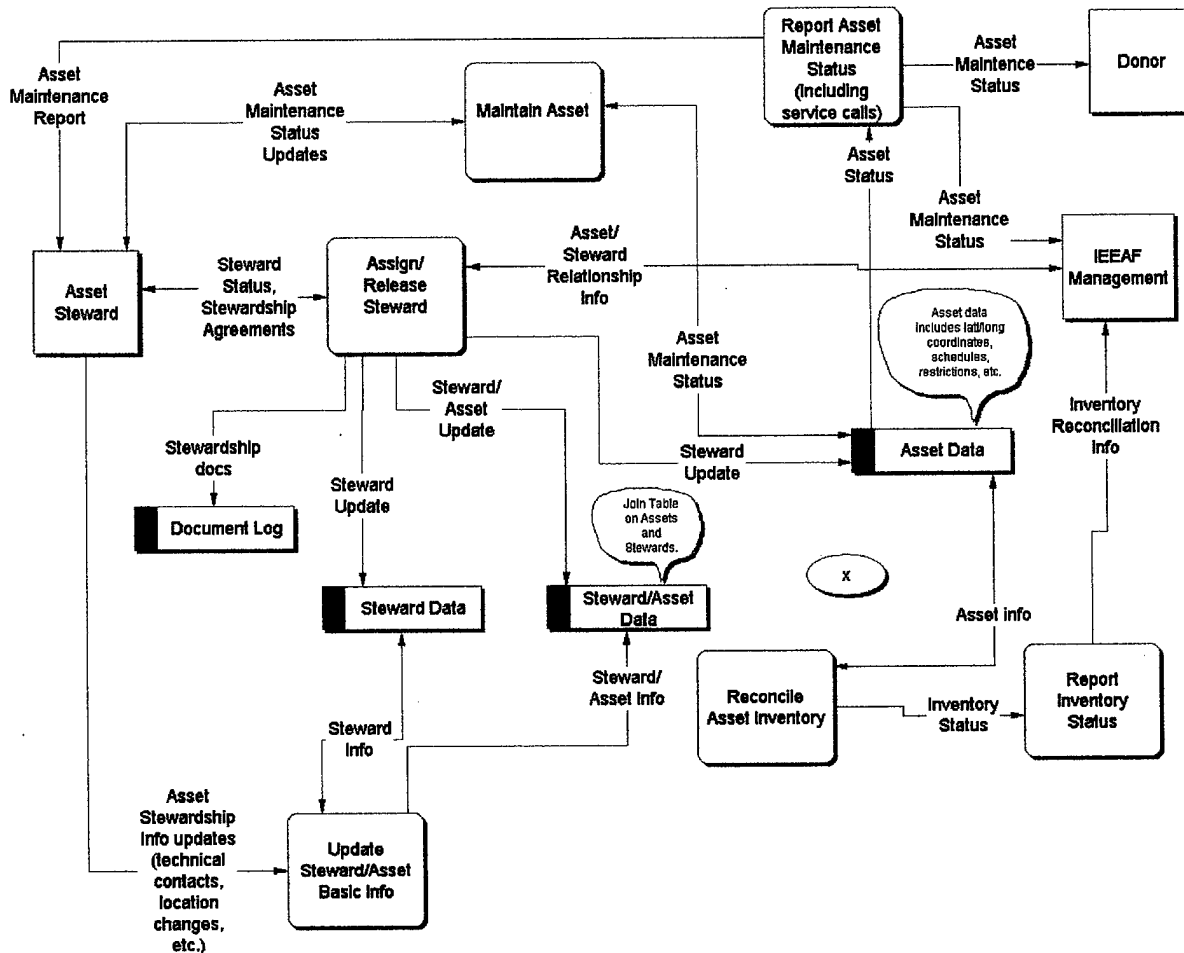 Report Asset
Maintenance
Status
(including
service calls)
Asset
Maintence
Status
Donor
Asset
Maintenance
Report
Asset
Maintenance
Status
Updates
Maintain Asset
Asset
Status
Asset
Maintenance
Status
Asset
Steward
Steward
Status,
Stewardship
Agreements
Assign/
Release
Steward
Asset/
Steward
Relationship
Info
IEEAF
Management
Asset
Maintenance
Status
Asset data
includes latt/long
coordinates,
schedules,
restrictions, etc.
Steward/
Asset
Update
Inventory
Reconciliation
Info
Stewardship
docs
Steward
Update
Steward
Update
Asset Data
Document Log
Join Table
on Assets
and
Stewards.
X
Steward Data
Steward/Asset
Data
Asset info
Steward/
Asset Info
Reconcile
Asset Inventory
Inventory
Status
Report
Inventory
Status
Steward
Info
Asset
Stewardship
Info updates
(technical
contacts,
location
changes,
etc.)
Update
Steward/Asset
Basic Info